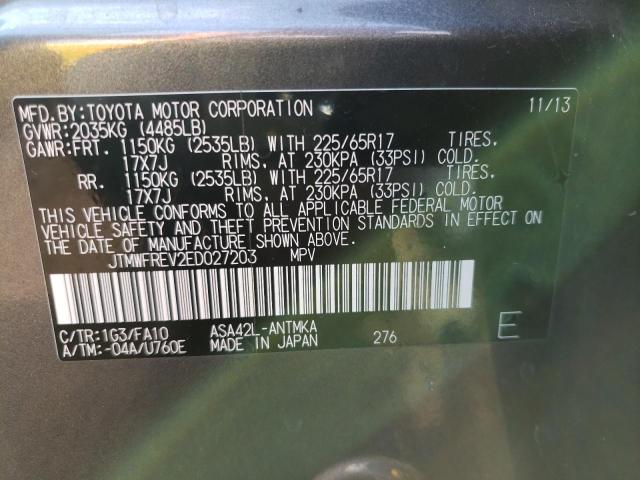 MFD.BY:TOYOTA MOTOR CORPORATION 11/13
GVWR:2035KG (4485LB)
GAWR:FRT. 1150KG (2535LB) WITH 225/65R17 TIRES,
17X7J RIMS, AT 230KPA (33PSI) COLD.
RR. 1150KG (2535LB) WITH 225/65R17 TIRES,
17X7J RIMS, AT 230KPA (33PSI) COLD.
THIS VEHICLE CONFORMS TO ALL APPLICABLE FEDERAL MOTOR
VEHICLE SAFETY AND THEFT PREVENTION STANDARDS IN EFFECT ON
THE DATE OF MANUFACTURE SHOWN ABOVE.
JTMWFREV2ED027203 MPV
C/TR:1G3/FA10 ASA42L-ANTMKA
A/TM:-04A/U760E MADE IN JAPAN 276 E